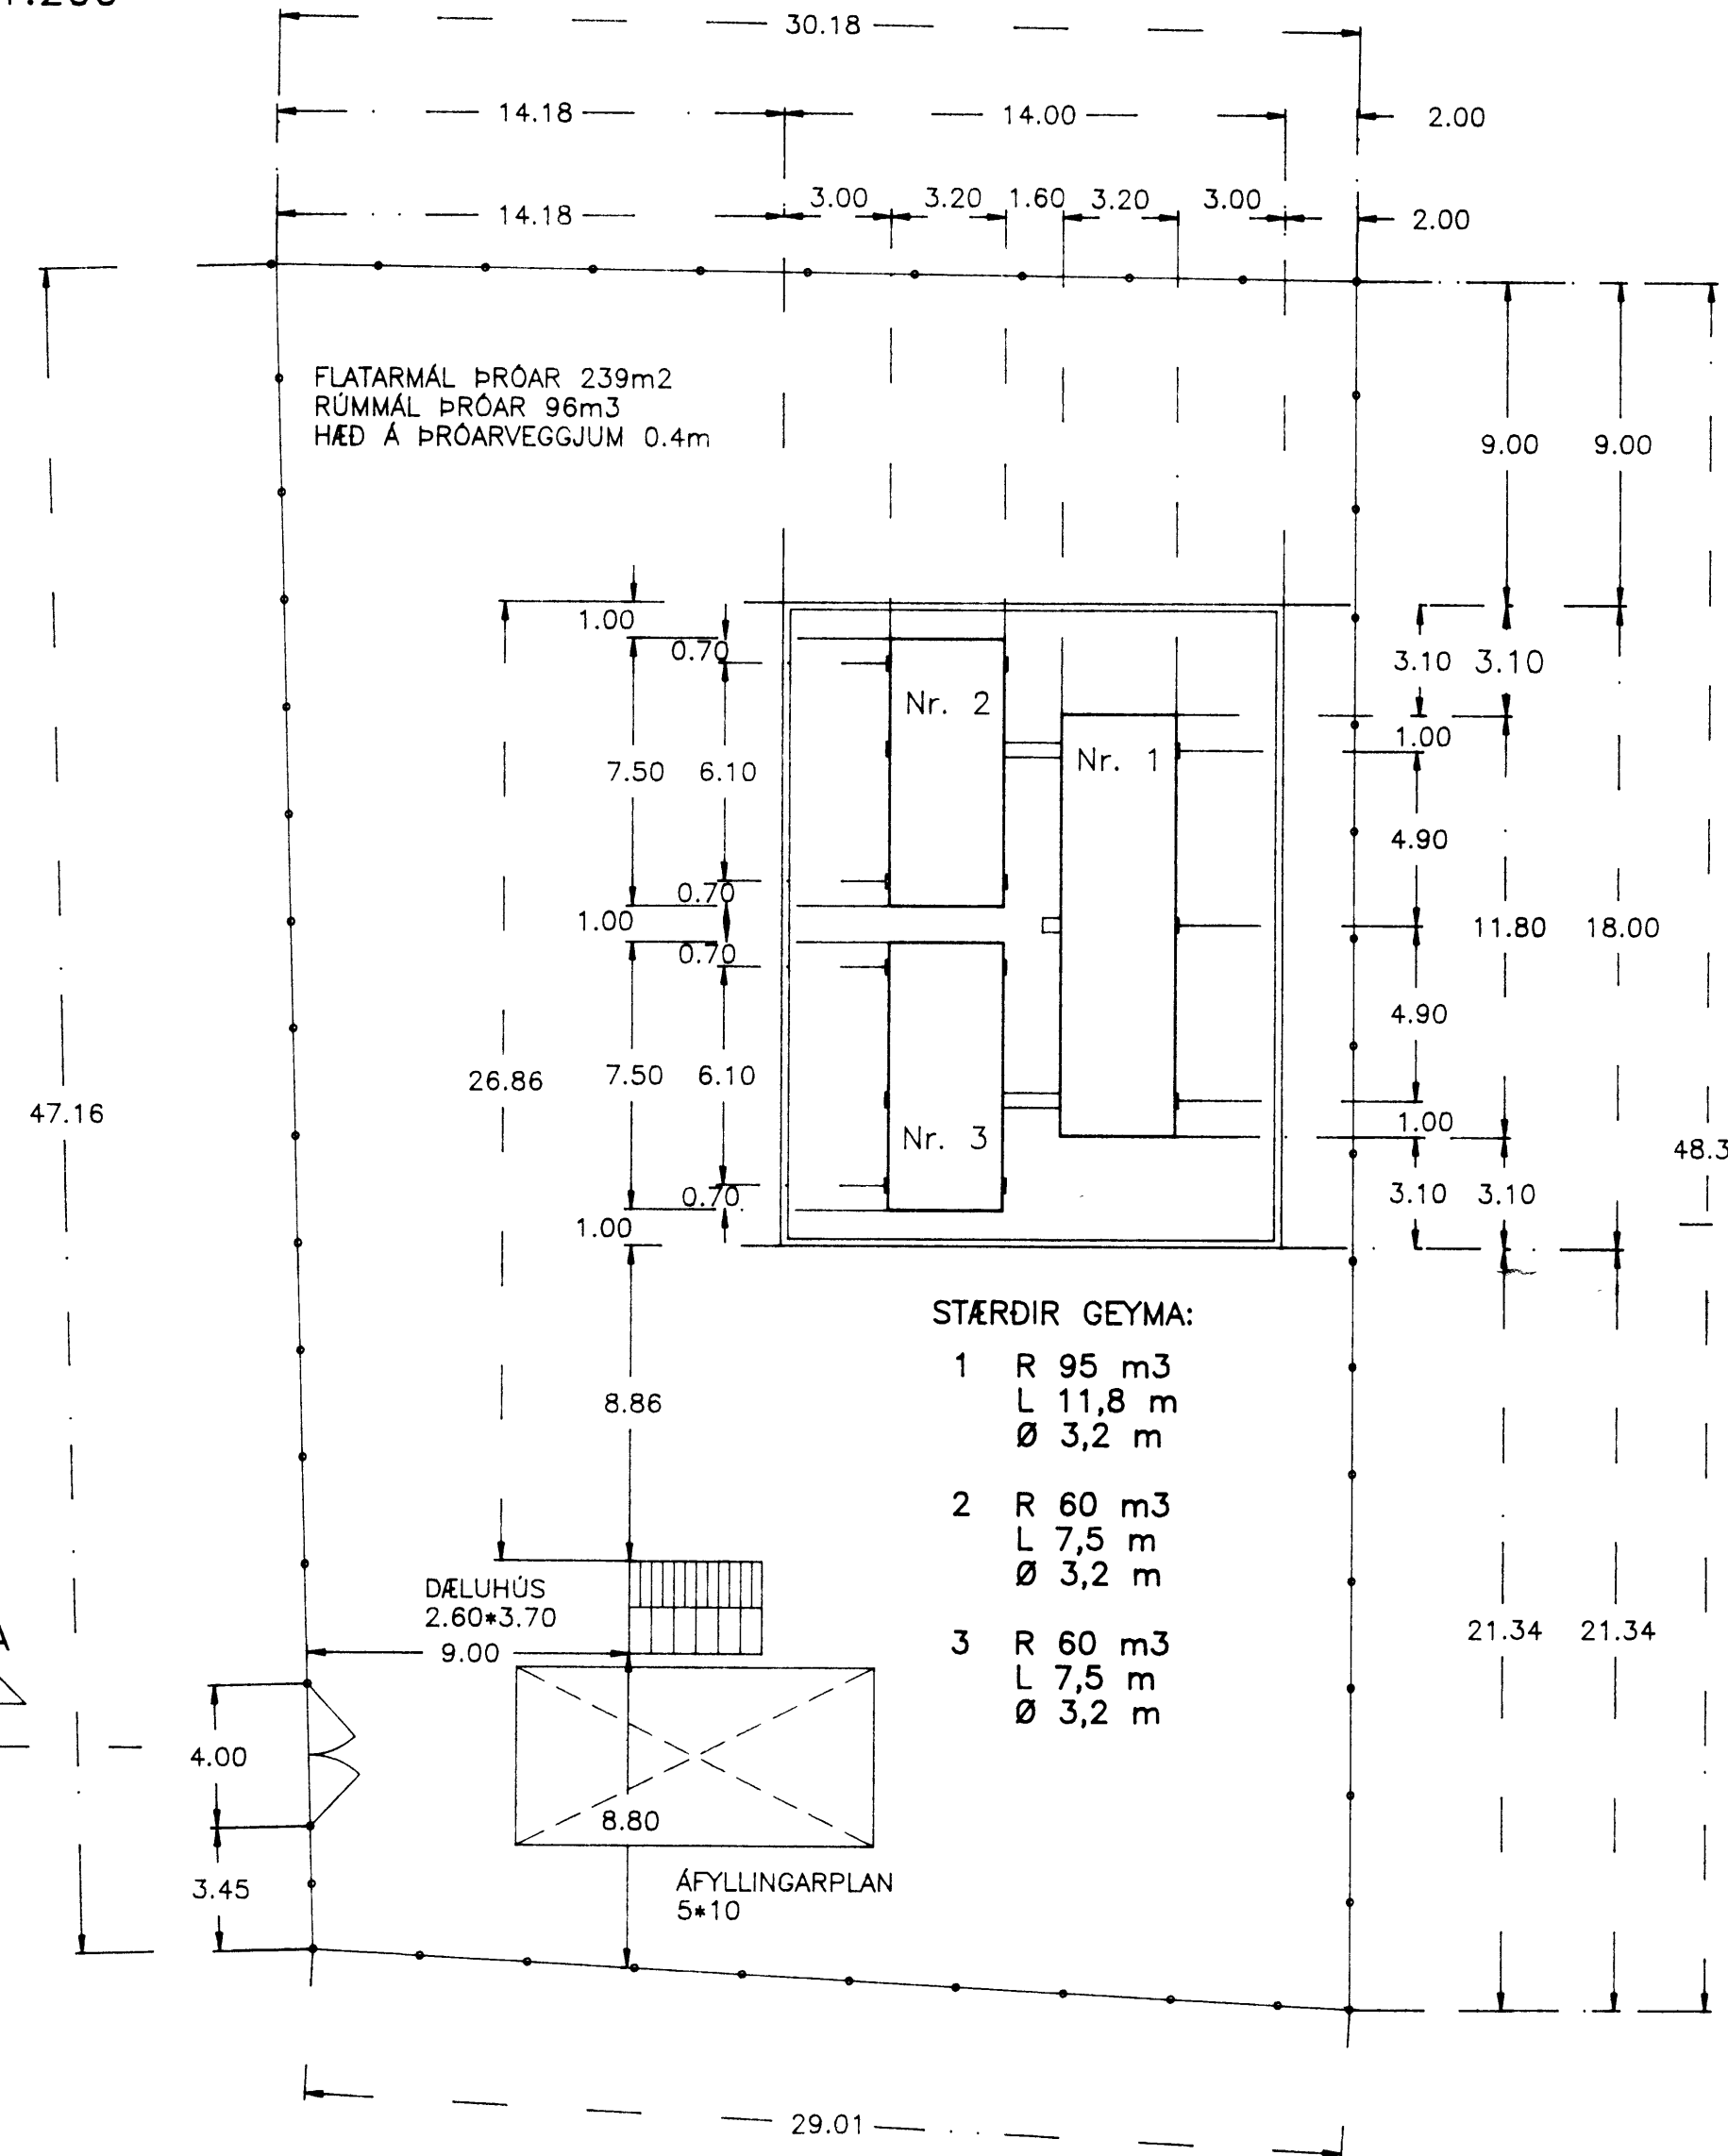 30.18
14.18 14.00 2.00
14.18 3.00 3.20 1.60 3.20 3.00 2.00
FLATARMÁL ÞRÓAR 239m2
RÚMMÁL ÞRÓAR 96m3
HÆÐ Á ÞRÓARVEGGJUM 0.4m
9.00 9.00
1.00
0.70
3.10 3.10
Nr. 2
1.00
Nr. 1
7.50 6.10
4.90
0.70
1.00
11.80 18.00
0.70
4.90
26.86 7.50 6.10
47.16
1.00
Nr. 3
48.3
0.70
3.10 3.10
1.00
STÆRÐIR GEYMA:
1 R 95 m3
L 11,8 m
Ø 3,2 m
8.86
2 R 60 m3
L 7,5 m
Ø 3,2 m
DÆLUHÚS
2.60*3.70
9.00
3 R 60 m3
L 7,5 m
Ø 3,2 m
21.34 21.34
4.00
8.80
3.45
ÁFYLLINGARPLAN
5*10
29.01